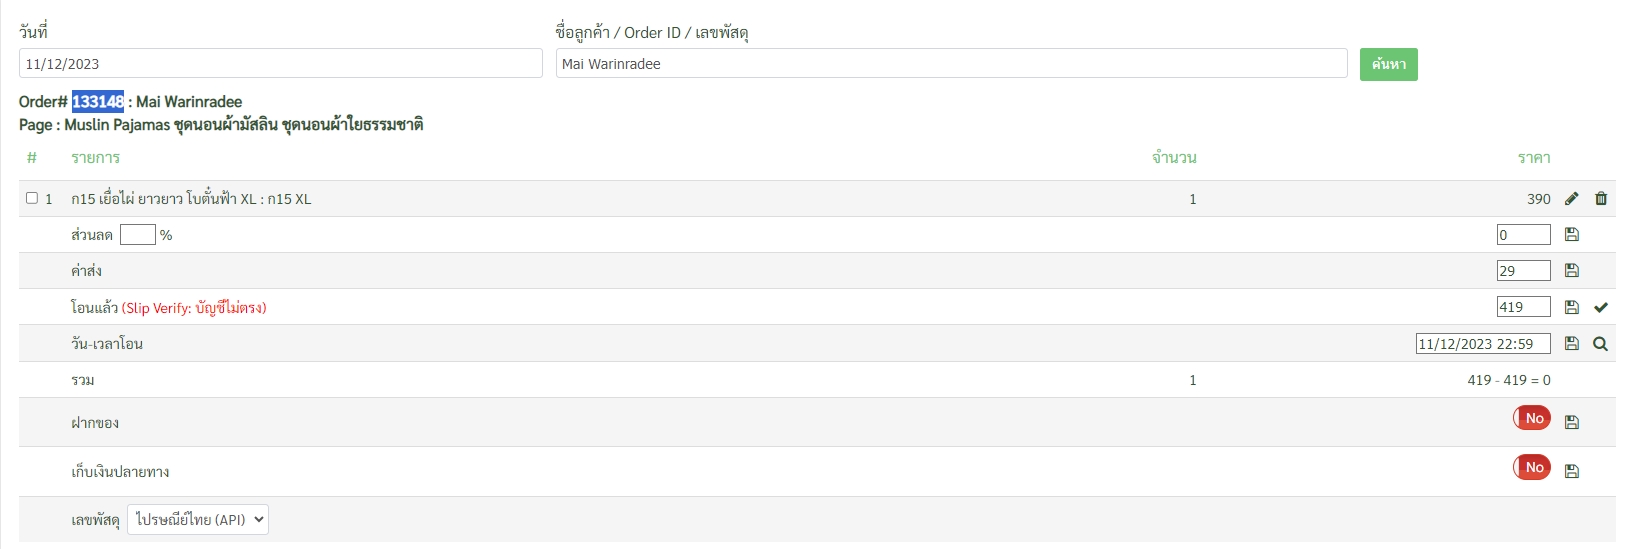 วันที่ ชื่อลูกค้า / Order ID / เลขพัสดุ
11/12/2023 Mai Warinradee ค้นหา
Order# 133148 : Mai Warinradee
Page : Muslin Pajamas ชุดนอนผ้ามัสลิน ชุดนอนผ้าใยธรรมชาติ
# รายการ จำนวน ราคา
1 ก15 เยื่อไผ่ ยาวยาว โบตั๋นฟ้า XL : ก15 XL 1 390
ส่วนลด % 0
ค่าส่ง 29
โอนแล้ว (Slip Verify: บัญชีไม่ตรง) 419
วัน-เวลาโอน 11/12/2023 22:59
รวม 1 419 - 419 = 0
ฝากของ No
เก็บเงินปลายทาง No
เลขพัสดุ ไปรษณีย์ไทย (API)